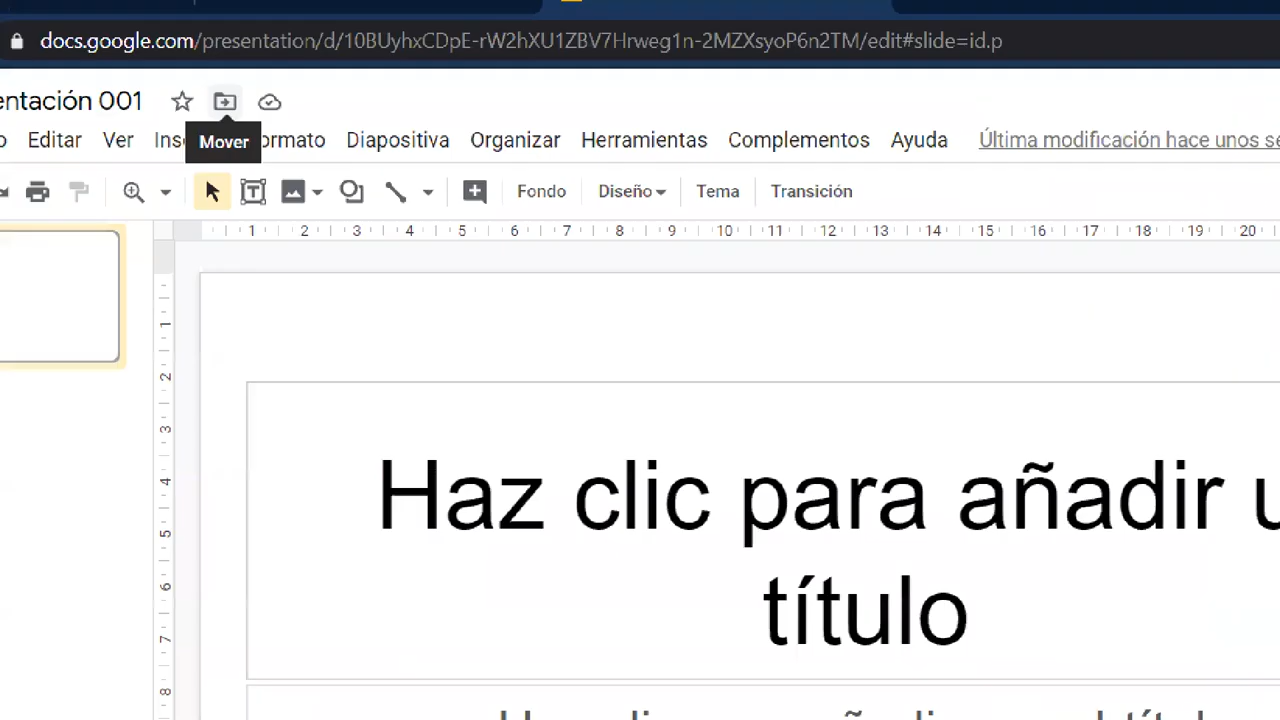 docs.google.com/presentation/d/10BUyhxCDpE-rW2hXU1ZBV7Hrweg1n-2MZXsyoP6n2TM/edit#slide=id.p
entación 001
Editar Ver Ins Mover ormato Diapositiva Organizar Herramientas Complementos Ayuda Última modificación hace unos se
Fondo Diseño Tema Transición
1 2 3 4 5 6 7 8 9 10 11 12 13 14 15 16 17 18 19 20
1
2
3
4
5
6
7
8
Haz clic para añadir u
título